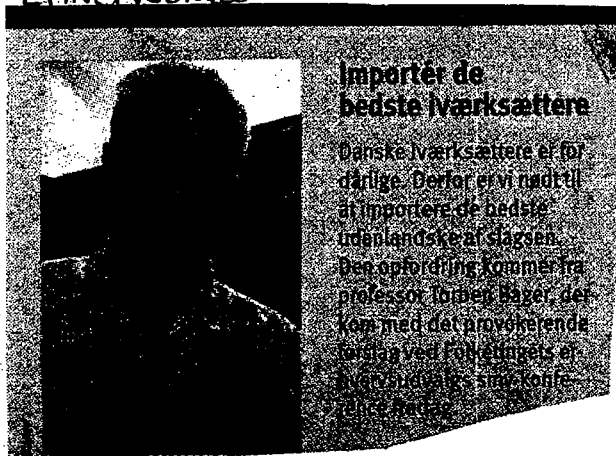 Importér de
bedste iværksættere
Danske iværksættere er for
dårlige. Derfor er vi nødt til
at importere de bedste
udenlandske af slagsen.
Den opfordring kommer fra
professor Torben Bager, der
kom med det provokerende
forslag ved Folketingets er-
hvervsudvalgs smv-konfe-
rence fredag